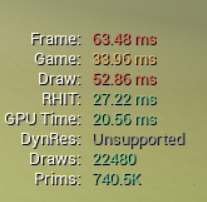 Frame: 63.48 ms
Game: 33.96 ms
Draw: 52.86 ms
RHIT: 27.22 ms
GPU Time: 20.56 ms
DynRes: Unsupported
Draws: 22480
Prims: 740.5K